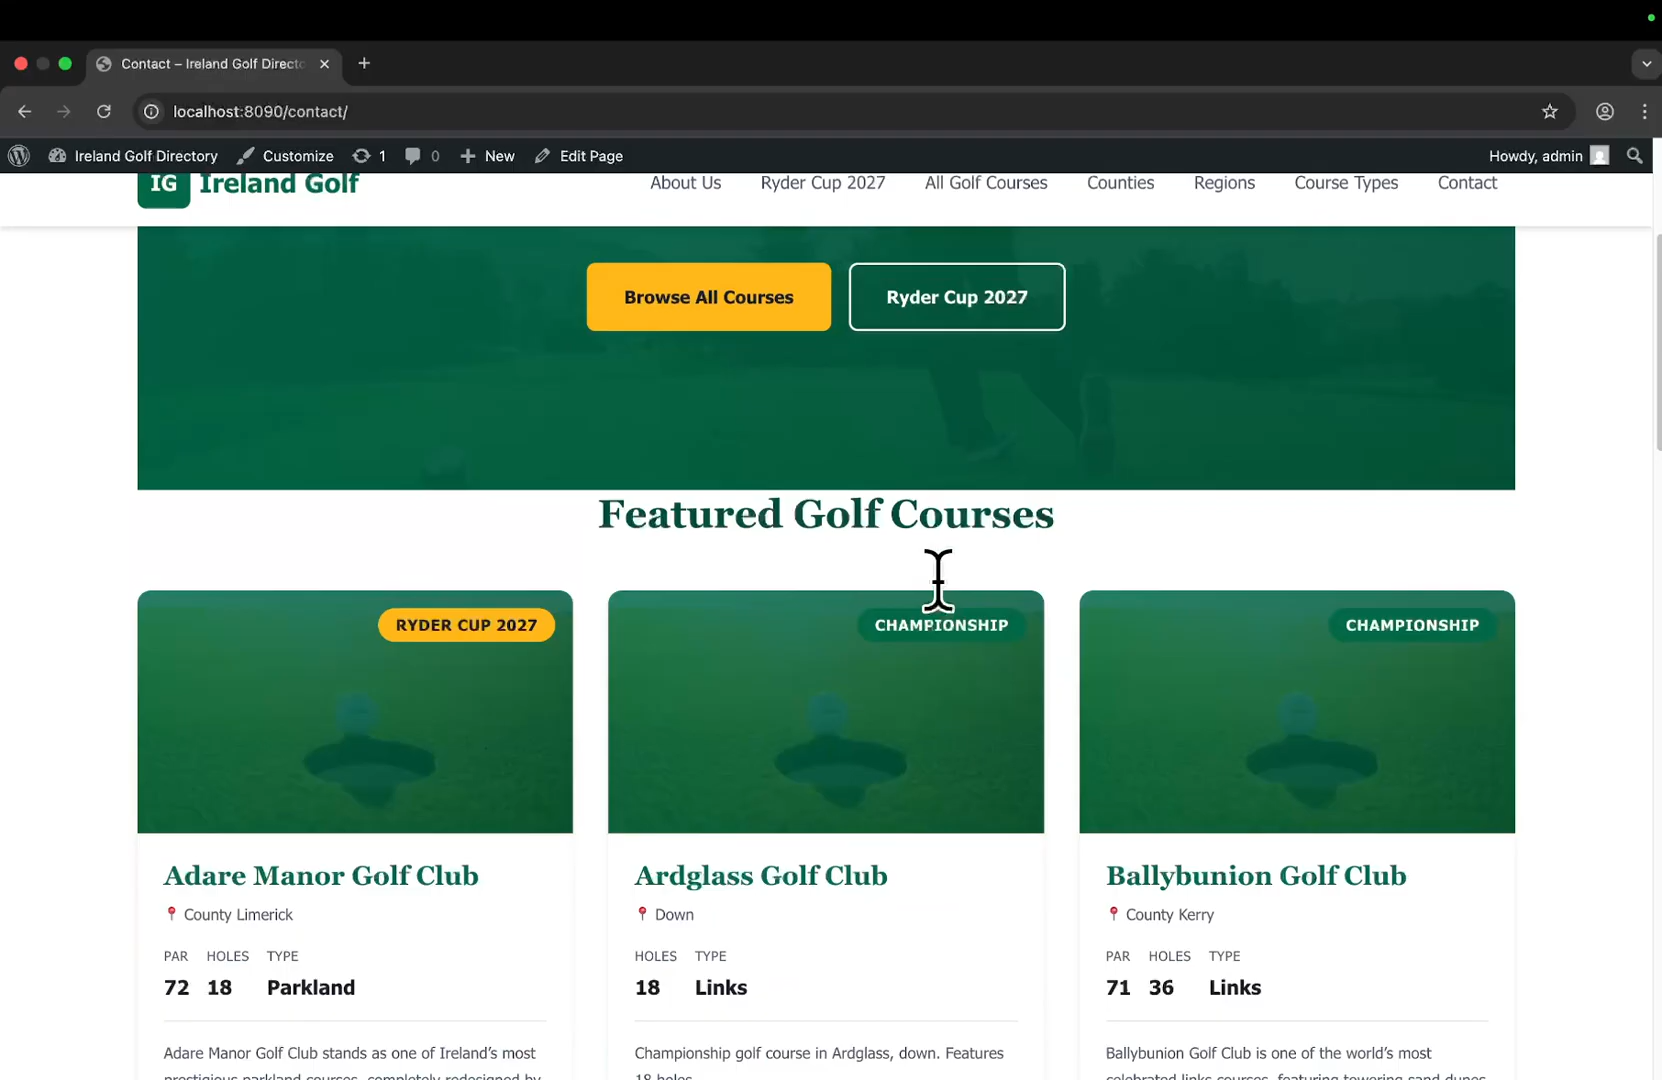 Contact – Ireland Golf Directo
localhost:8090/contact/
Ireland Golf Directory Customize 1 0 New Edit Page Howdy, admin
IG Ireland Golf About Us Ryder Cup 2027 All Golf Courses Counties Regions Course Types Contact
Browse All Courses Ryder Cup 2027
Featured Golf Courses
RYDER CUP 2027 CHAMPIONSHIP CHAMPIONSHIP
Adare Manor Golf Club
County Limerick
PAR HOLES TYPE
72 18 Parkland
Adare Manor Golf Club stands as one of Ireland’s most
prestigious parkland courses, completely redesigned by
Ardglass Golf Club
Down
HOLES TYPE
18 Links
Championship golf course in Ardglass, down. Features
18 holes
Ballybunion Golf Club
County Kerry
PAR HOLES TYPE
71 36 Links
Ballybunion Golf Club is one of the world’s most
celebrated links courses, featuring towering sand dunes